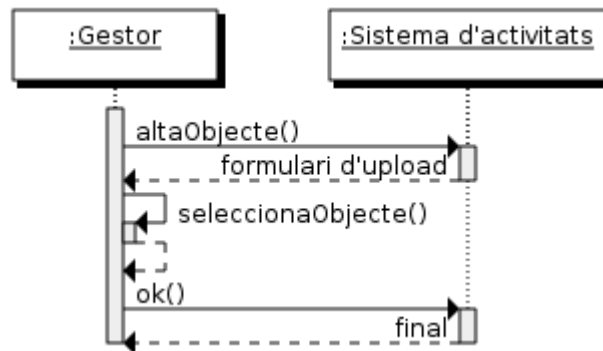 :Gestor
:Sistema d'activitats
altaObjecte()
formulari d'upload
seleccionaObjecte()
ok()
final